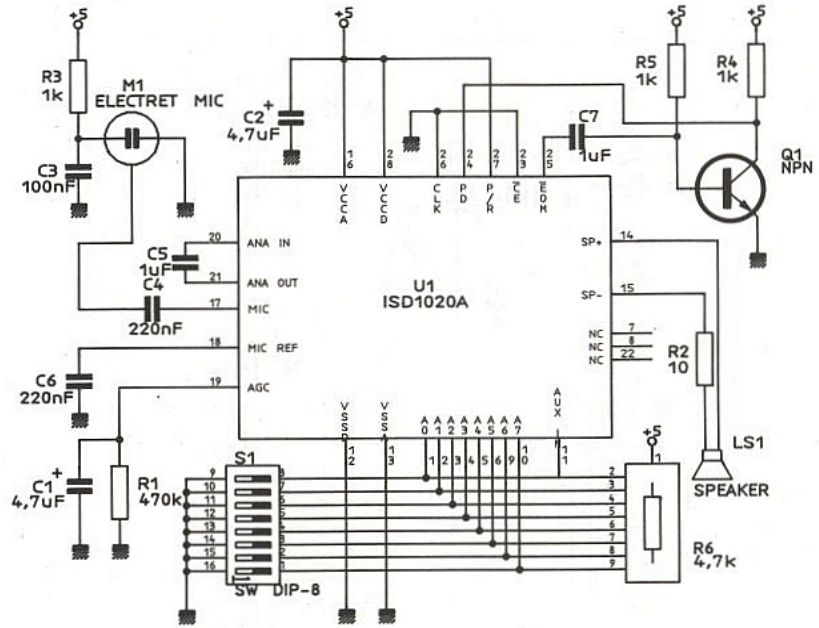 +5
R3
1k
M1
ELECTRET MIC
C3
100nF
+5
C2
+
4,7uF
+5
R5
1k
+5
R4
1k
C7
1uF
Q1
NPN
16
28
26
24
27
23
25
VCCA
VCCD
CLK
PD
P/R
CE
EOM
U1
ISD1020A
20
ANA IN
C5
1uF
21
ANA OUT
C4
220nF
17
MIC
18
MIC REF
C6
220nF
19
AGC
C1
+
4,7uF
R1
470k
SP+
14
SP-
15
NC
7
NC
8
NC
22
R2
10
LS1
SPEAKER
VSSD
VSSA
A0
A1
A2
A3
A4
A5
A6
A7
12
13
1
2
3
4
5
6
9
10
11
S1
9
10
11
12
13
14
15
16
8
7
6
5
4
3
2
1
SW DIP-8
+5
1
2
3
4
5
6
7
8
9
R6
4,7k